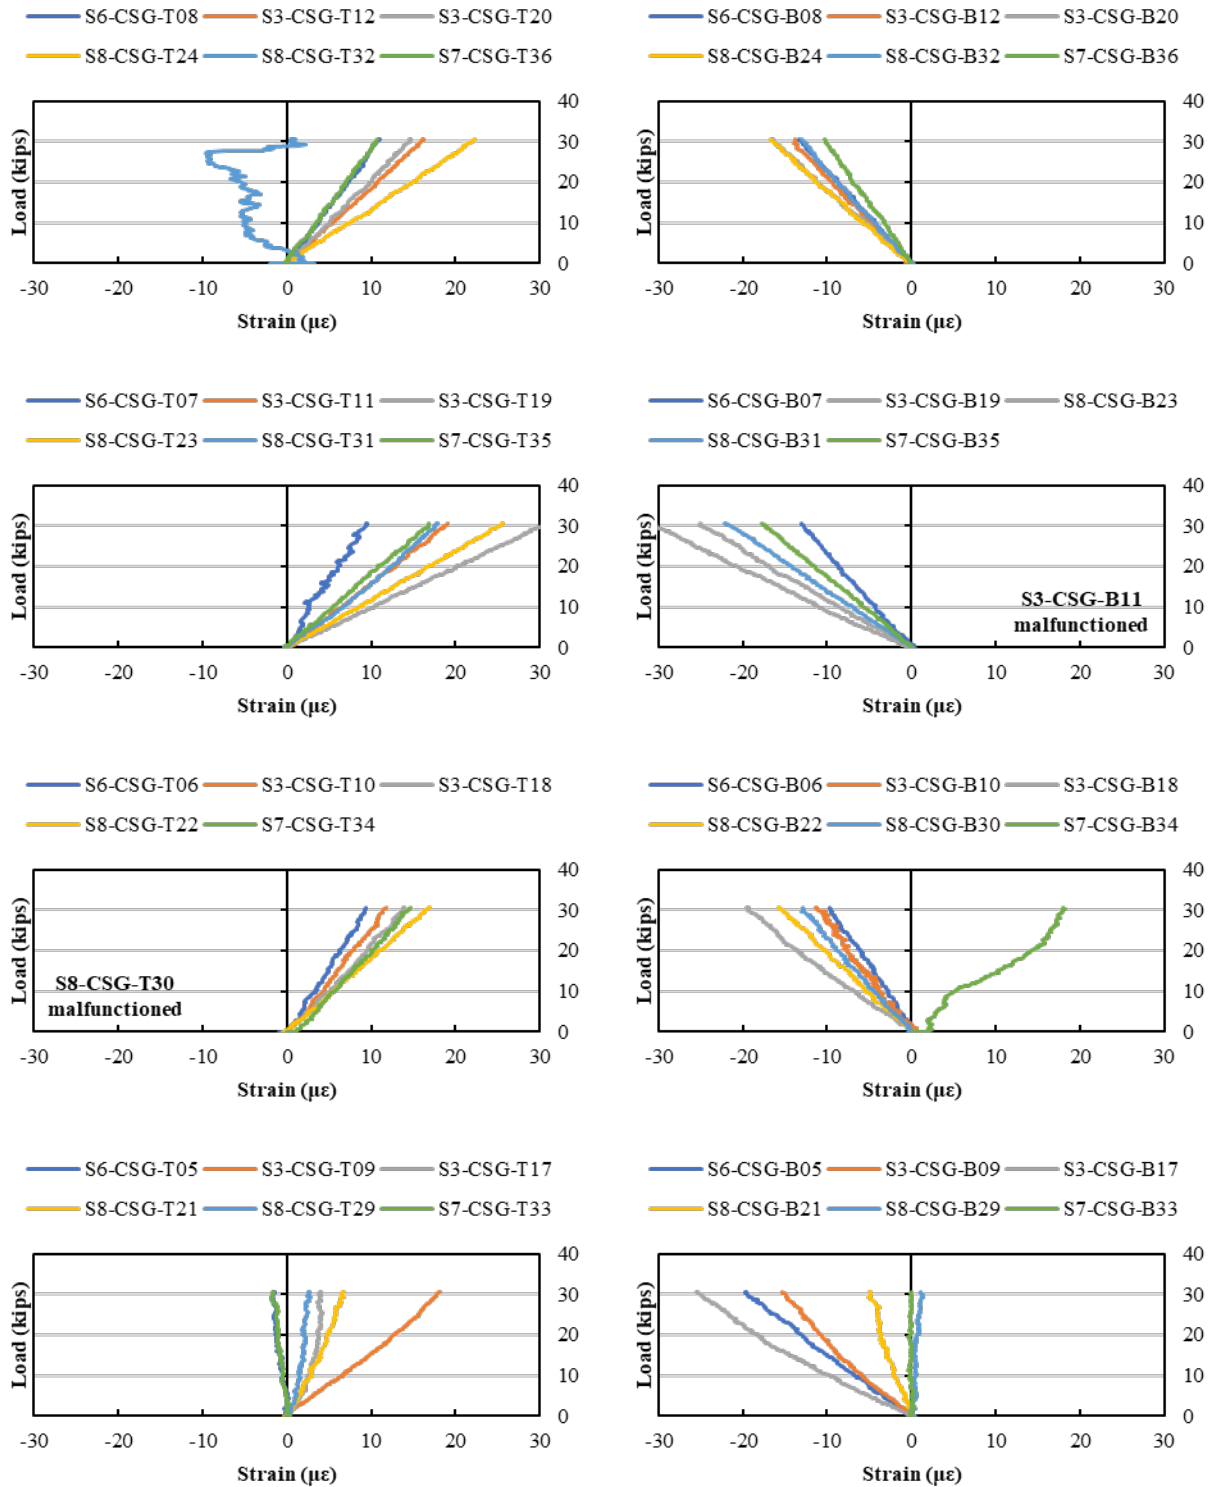 S6-CSG-T08 S3-CSG-T12 S3-CSG-T20
S8-CSG-T24 S8-CSG-T32 S7-CSG-T36
Load (kips)
40
30
20
10
0
-30 -20 -10 0 10 20 30
Strain (με)
S6-CSG-B08 S3-CSG-B12 S3-CSG-B20
S8-CSG-B24 S8-CSG-B32 S7-CSG-B36
Load (kips)
40
30
20
10
0
-30 -20 -10 0 10 20 30
Strain (με)
S6-CSG-T07 S3-CSG-T11 S3-CSG-T19
S8-CSG-T23 S8-CSG-T31 S7-CSG-T35
Load (kips)
40
30
20
10
0
-30 -20 -10 0 10 20 30
Strain (με)
S6-CSG-B07 S3-CSG-B19 S8-CSG-B23
S8-CSG-B31 S7-CSG-B35
Load (kips)
40
30
20
10
0
S3-CSG-B11
malfunctioned
-30 -20 -10 0 10 20 30
Strain (με)
S6-CSG-T06 S3-CSG-T10 S3-CSG-T18
S8-CSG-T22 S7-CSG-T34
Load (kips)
40
30
20
10
0
S8-CSG-T30
malfunctioned
-30 -20 -10 0 10 20 30
Strain (με)
S6-CSG-B06 S3-CSG-B10 S3-CSG-B18
S8-CSG-B22 S8-CSG-B30 S7-CSG-B34
Load (kips)
40
30
20
10
0
-30 -20 -10 0 10 20 30
Strain (με)
S6-CSG-T05 S3-CSG-T09 S3-CSG-T17
S8-CSG-T21 S8-CSG-T29 S7-CSG-T33
Load (kips)
40
30
20
10
0
-30 -20 -10 0 10 20 30
Strain (με)
S6-CSG-B05 S3-CSG-B09 S3-CSG-B17
S8-CSG-B21 S8-CSG-B29 S7-CSG-B33
Load (kips)
40
30
20
10
0
-30 -20 -10 0 10 20 30
Strain (με)